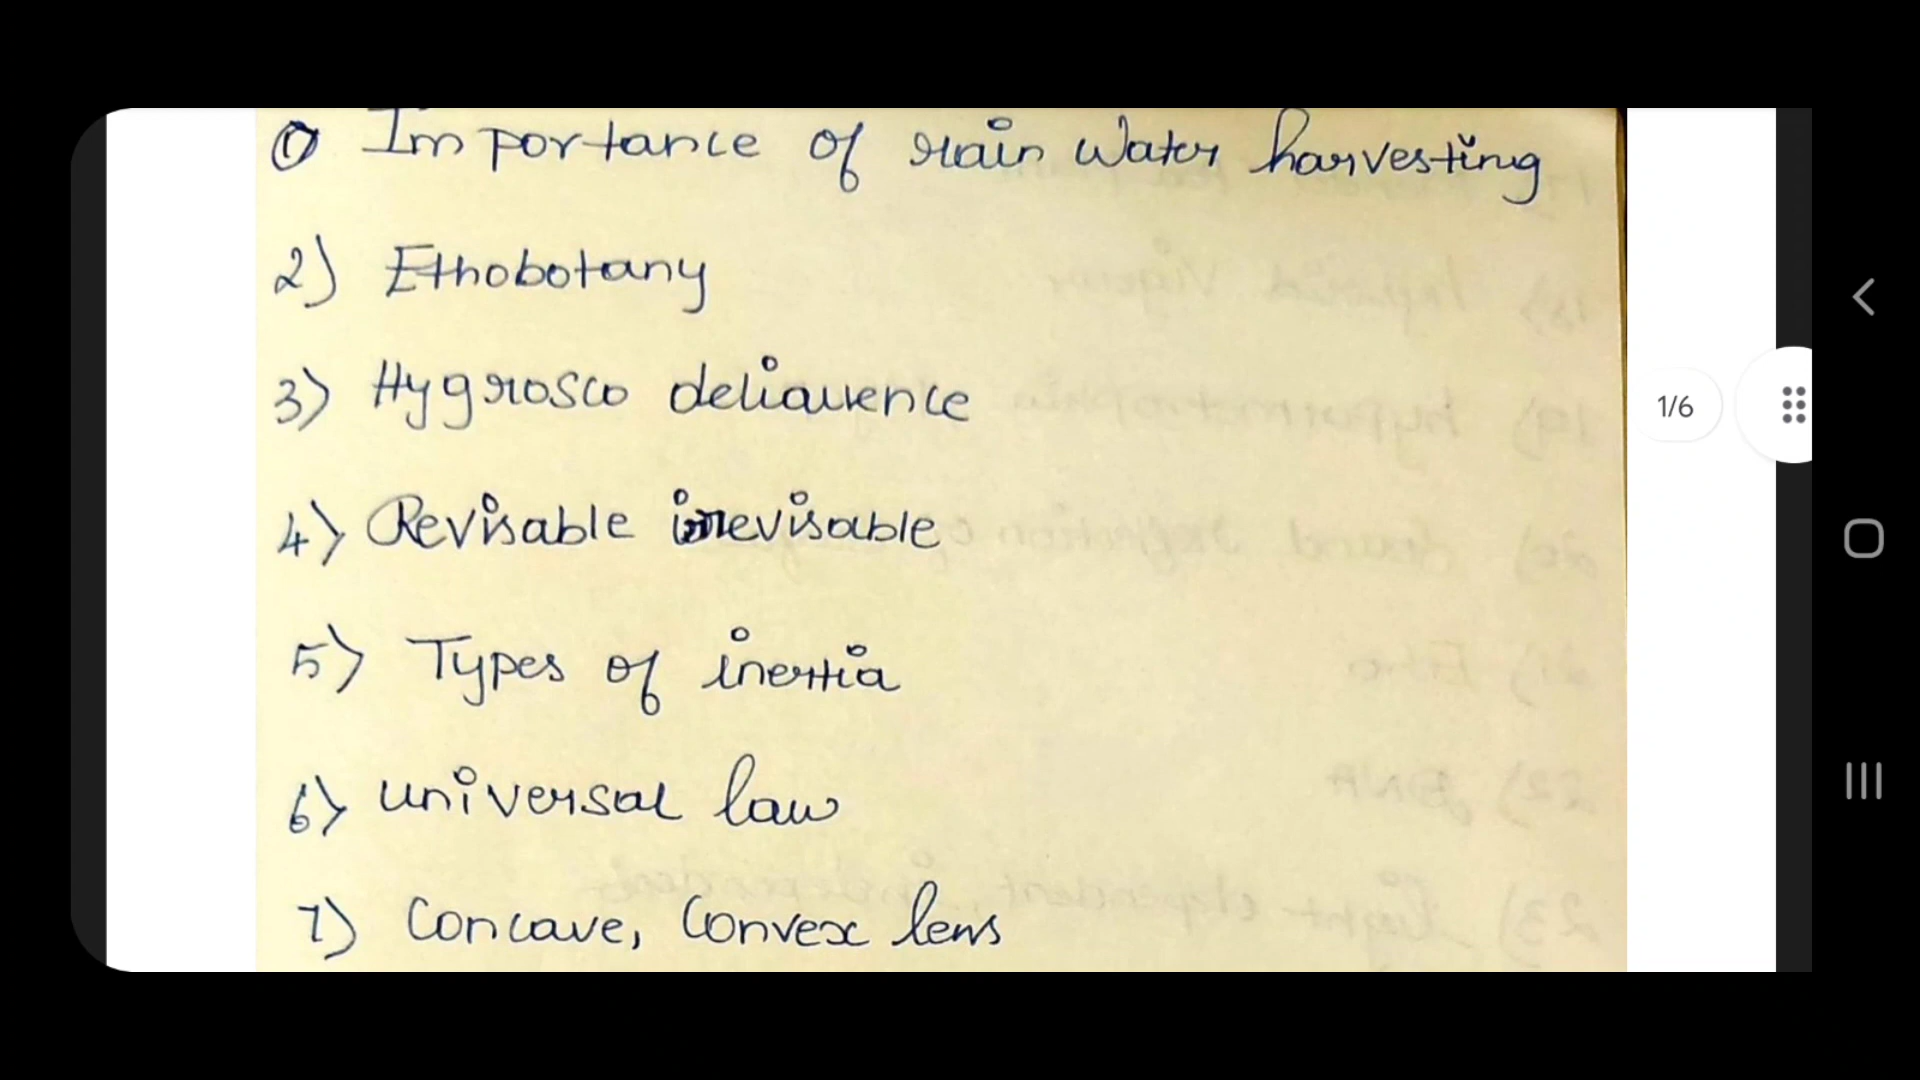 1) Importance of rain water harvesting
2) Ethobotany
3) Hygrosco deliauence
4) Revisable irrevisable
5) Types of inertia
1/6
6) universal law
7) Concave, Convex lens